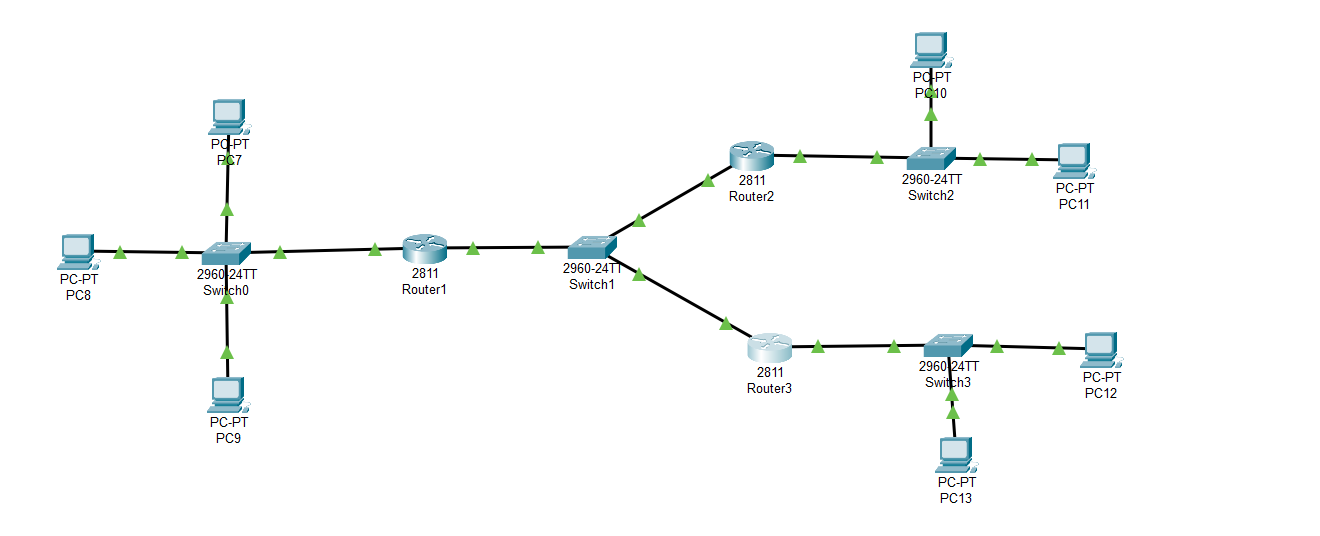 PC-PT
PC10
PC-PT
PC7
2811
Router2
2960-24TT
Switch2
PC-PT
PC11
PC-PT
PC8
2960-24TT
Switch0
2811
Router1
2960-24TT
Switch1
2811
Router3
2960-24TT
Switch3
PC-PT
PC12
PC-PT
PC9
PC-PT
PC13